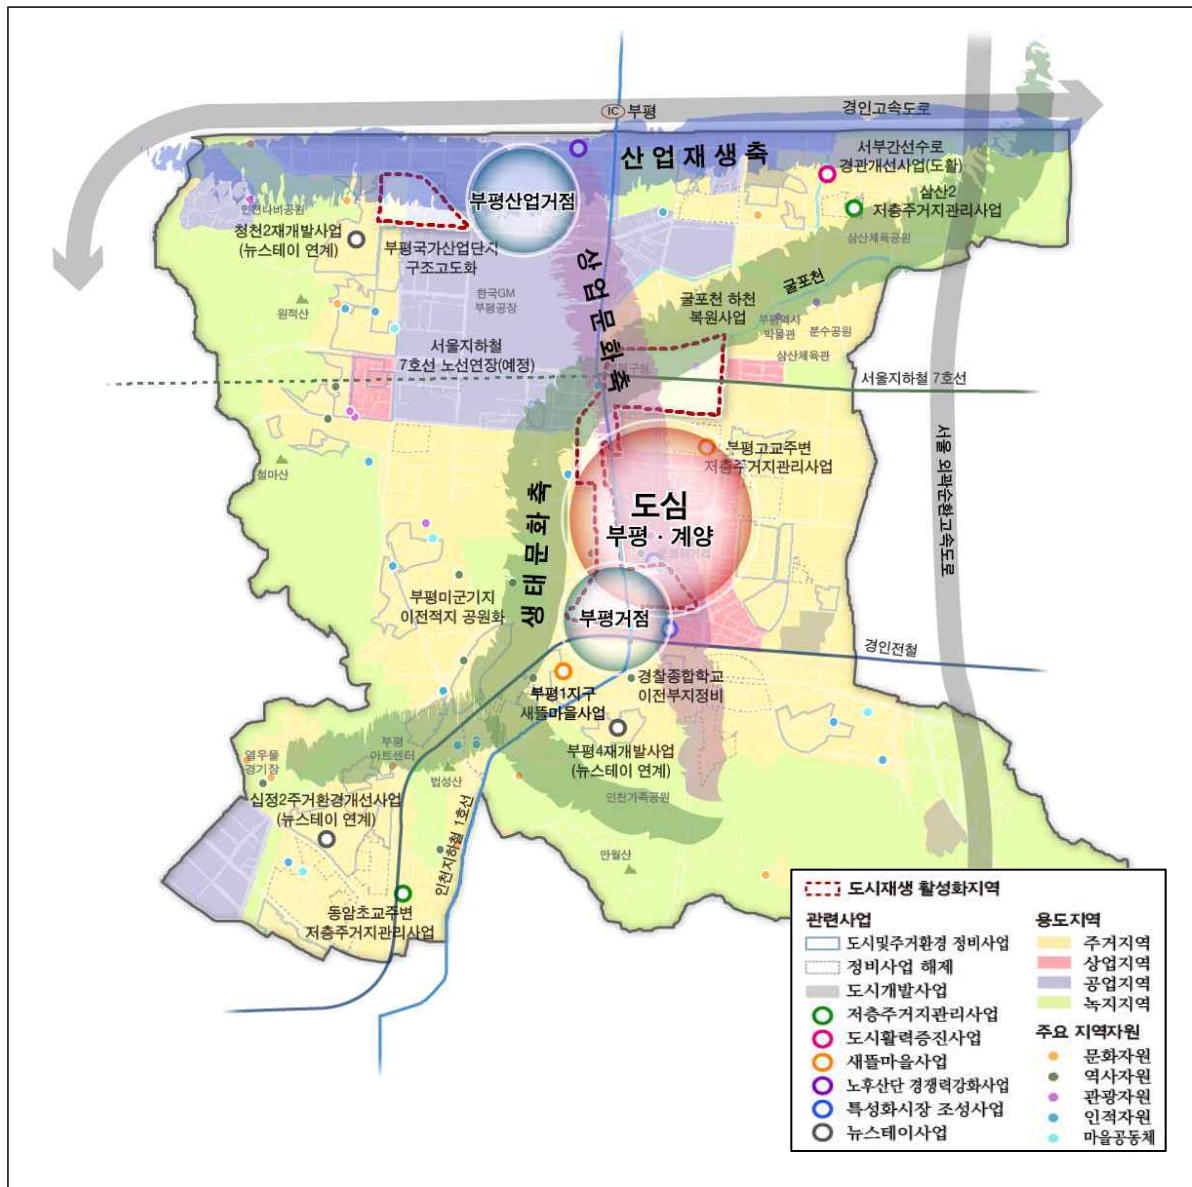 IC 부평
경인고속도로
산업재생축
서부간선수로
경관개선사업(도활)
부평산업거점
삼산2
저층주거지관리사업
인천나비공원
청천2재개발사업
(뉴스테이 연계)
부평국가산업단지
구조고도화
삼산체육공원
상업문화축
한국GM
부평공장
굴포천
굴포천 하천
복원사업
원적산
부평역사
박물관
분수공원
서울지하철
7호선 노선연장(예정)
삼산체육관
서울지하철 7호선
서울 외곽순환고속도로
부평고교주변
저층주거지관리사업
철마산
도심
부평 · 계양
생태문화축
문화의거리
부평미군기지
이전적지 공원화
부평거점
경인전철
경찰종합학교
이전부지정비
부평1지구
새뜰마을사업
부평
아트센터
부평4재개발사업
(뉴스테이 연계)
열우물
경기장
법성산
인천가족공원
십정2주거환경개선사업
(뉴스테이 연계)
인천지하철 1호선
만월산
동암초교주변
저층주거지관리사업
도시재생 활성화지역
관련사업
도시및주거환경 정비사업
정비사업 해제
도시개발사업
저층주거지관리사업
도시활력증진사업
새뜰마을사업
노후산단 경쟁력강화사업
특성화시장 조성사업
뉴스테이사업
용도지역
주거지역
상업지역
공업지역
녹지지역
주요 지역자원
문화자원
역사자원
관광자원
인적자원
마을공동체